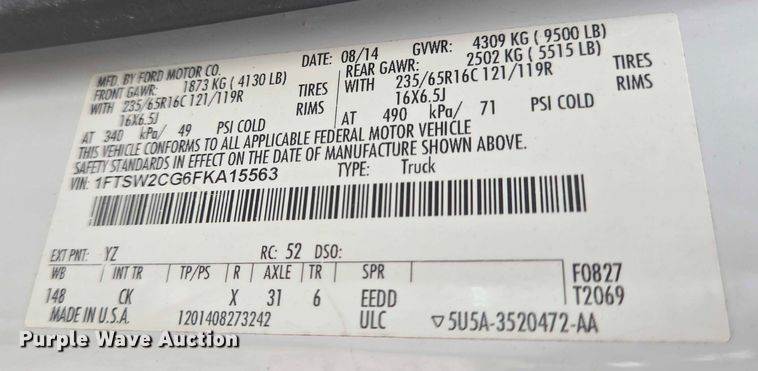 MFD. BY FORD MOTOR CO.
DATE: 08/14 GVWR: 4309 KG ( 9500 LB)
FRONT GAWR: 1873 KG ( 4130 LB) REAR GAWR: 2502 KG ( 5515 LB)
WITH 235/65R16C 121/119R TIRES WITH 235/65R16C 121/119R TIRES
16X6.5J RIMS 16X6.5J RIMS
AT 340 kPa/ 49 PSI COLD AT 490 kPa/ 71 PSI COLD
THIS VEHICLE CONFORMS TO ALL APPLICABLE FEDERAL MOTOR VEHICLE
SAFETY STANDARDS IN EFFECT ON THE DATE OF MANUFACTURE SHOWN ABOVE.
VIN: 1FTSW2CG6FKA15563 TYPE: Truck
EXT PNT: YZ RC: 52 DSO:
WB INT TR TP/PS R AXLE TR SPR F0827
148 CK X 31 6 EEDD T2069
MADE IN U.S.A. 1201408273242 ULC ▽5U5A-3520472-AA
Purple Wave Auction